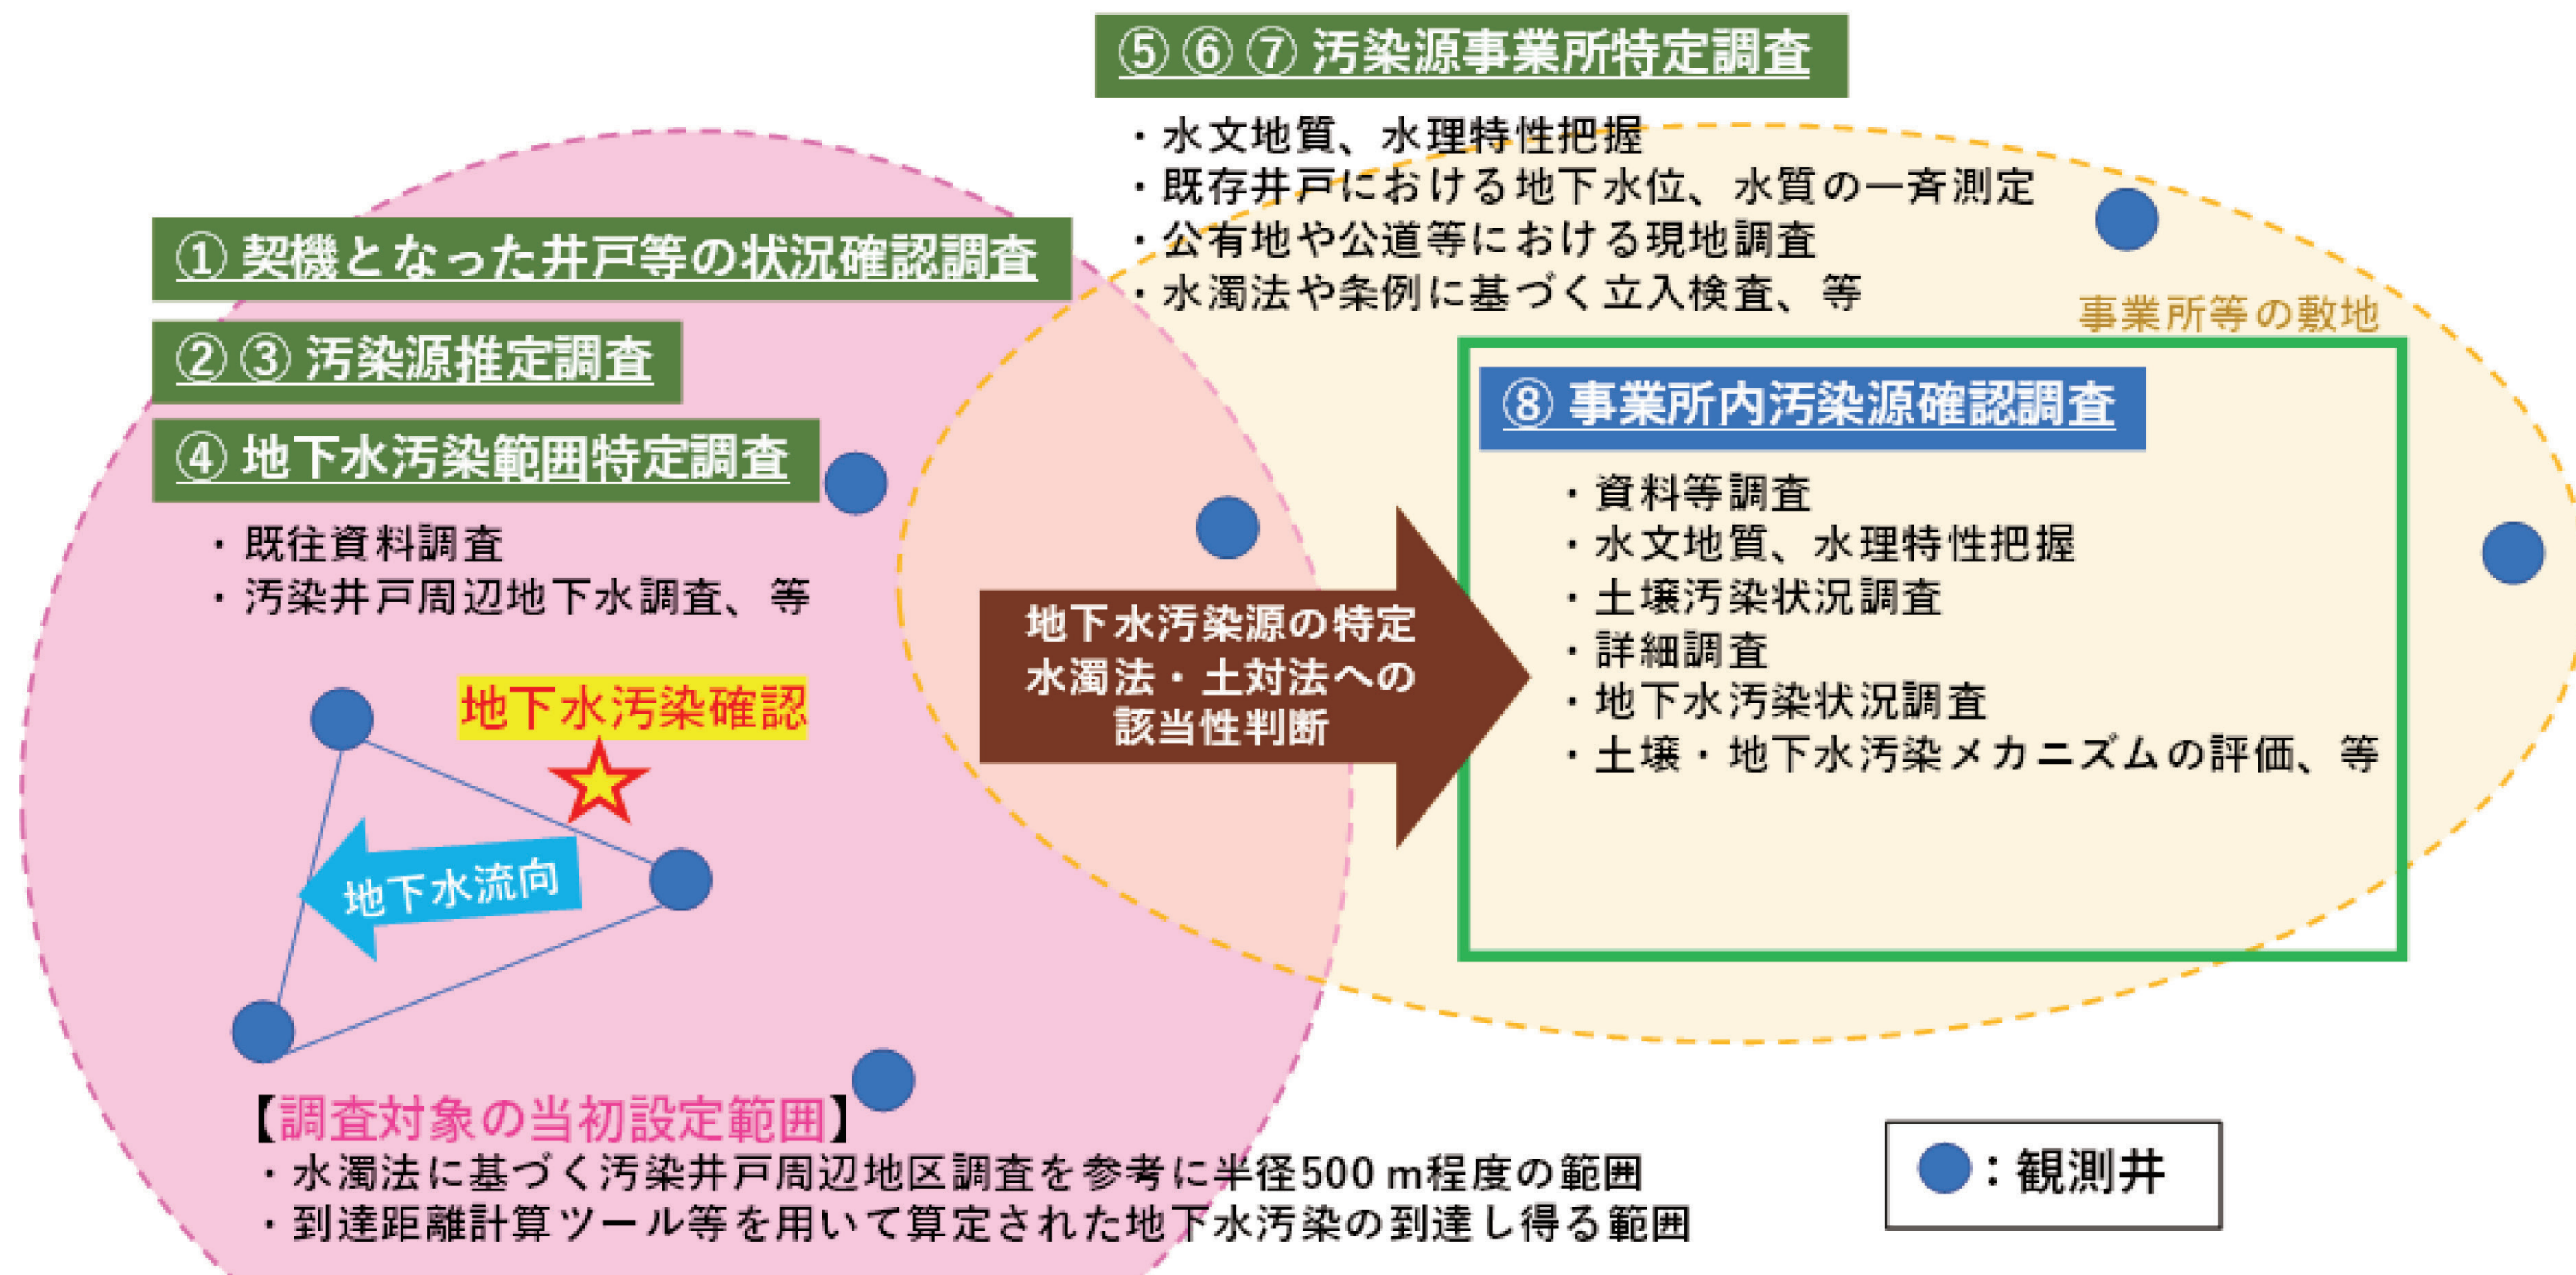 ⑤⑥⑦汚染源事業所特定調査
・水文地質、水理特性把握
・既存井戸における地下水位、水質の一斉測定
・公有地や公道等における現地調査
・水濁法や条例に基づく立入検査、等
①契機となった井戸等の状況確認調査
②③汚染源推定調査
④地下水汚染範囲特定調査
・既往資料調査
・汚染井戸周辺地下水調査、等
地下水汚染確認
地下水流向
地下水汚染源の特定
水濁法・土対法への
該当性判断
事業所等の敷地
⑧事業所内汚染源確認調査
・資料等調査
・水文地質、水理特性把握
・土壌汚染状況調査
・詳細調査
・地下水汚染状況調査
・土壌・地下水汚染メカニズムの評価、等
【調査対象の当初設定範囲】
・水濁法に基づく汚染井戸周辺地区調査を参考に半径500 m程度の範囲
・到達距離計算ツール等を用いて算定された地下水汚染の到達し得る範囲
：観測井